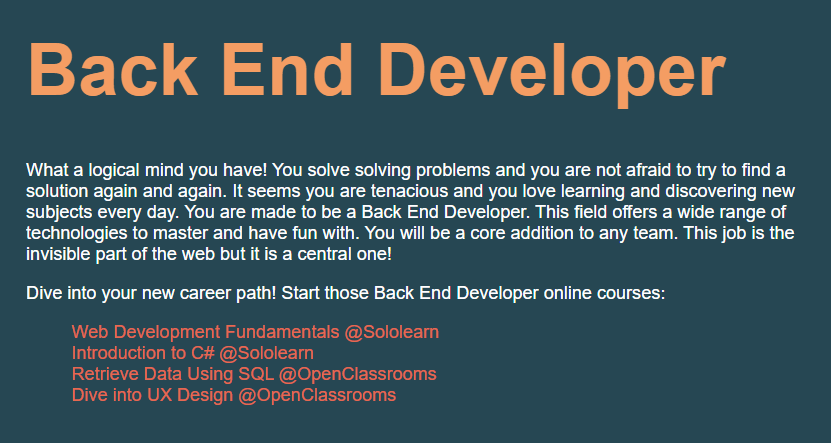 Back End Developer
What a logical mind you have! You solve solving problems and you are not afraid to try to find a
solution again and again. It seems you are tenacious and you love learning and discovering new
subjects every day. You are made to be a Back End Developer. This field offers a wide range of
technologies to master and have fun with. You will be a core addition to any team. This job is the
invisible part of the web but it is a central one!
Dive into your new career path! Start those Back End Developer online courses:
Web Development Fundamentals @Sololearn
Introduction to C# @Sololearn
Retrieve Data Using SQL @OpenClassrooms
Dive into UX Design @OpenClassrooms